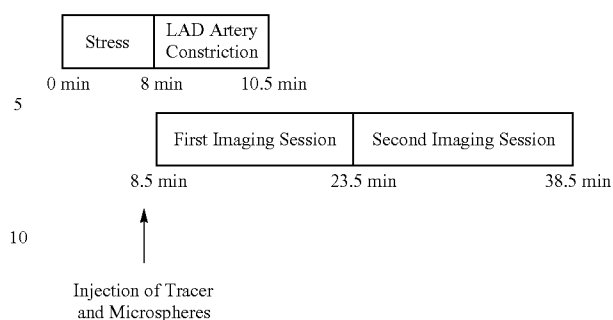 Stress
LAD Artery
Constriction
0 min 8 min 10.5 min
5
First Imaging Session Second Imaging Session
8.5 min 23.5 min 38.5 min
10
Injection of Tracer
and Microspheres